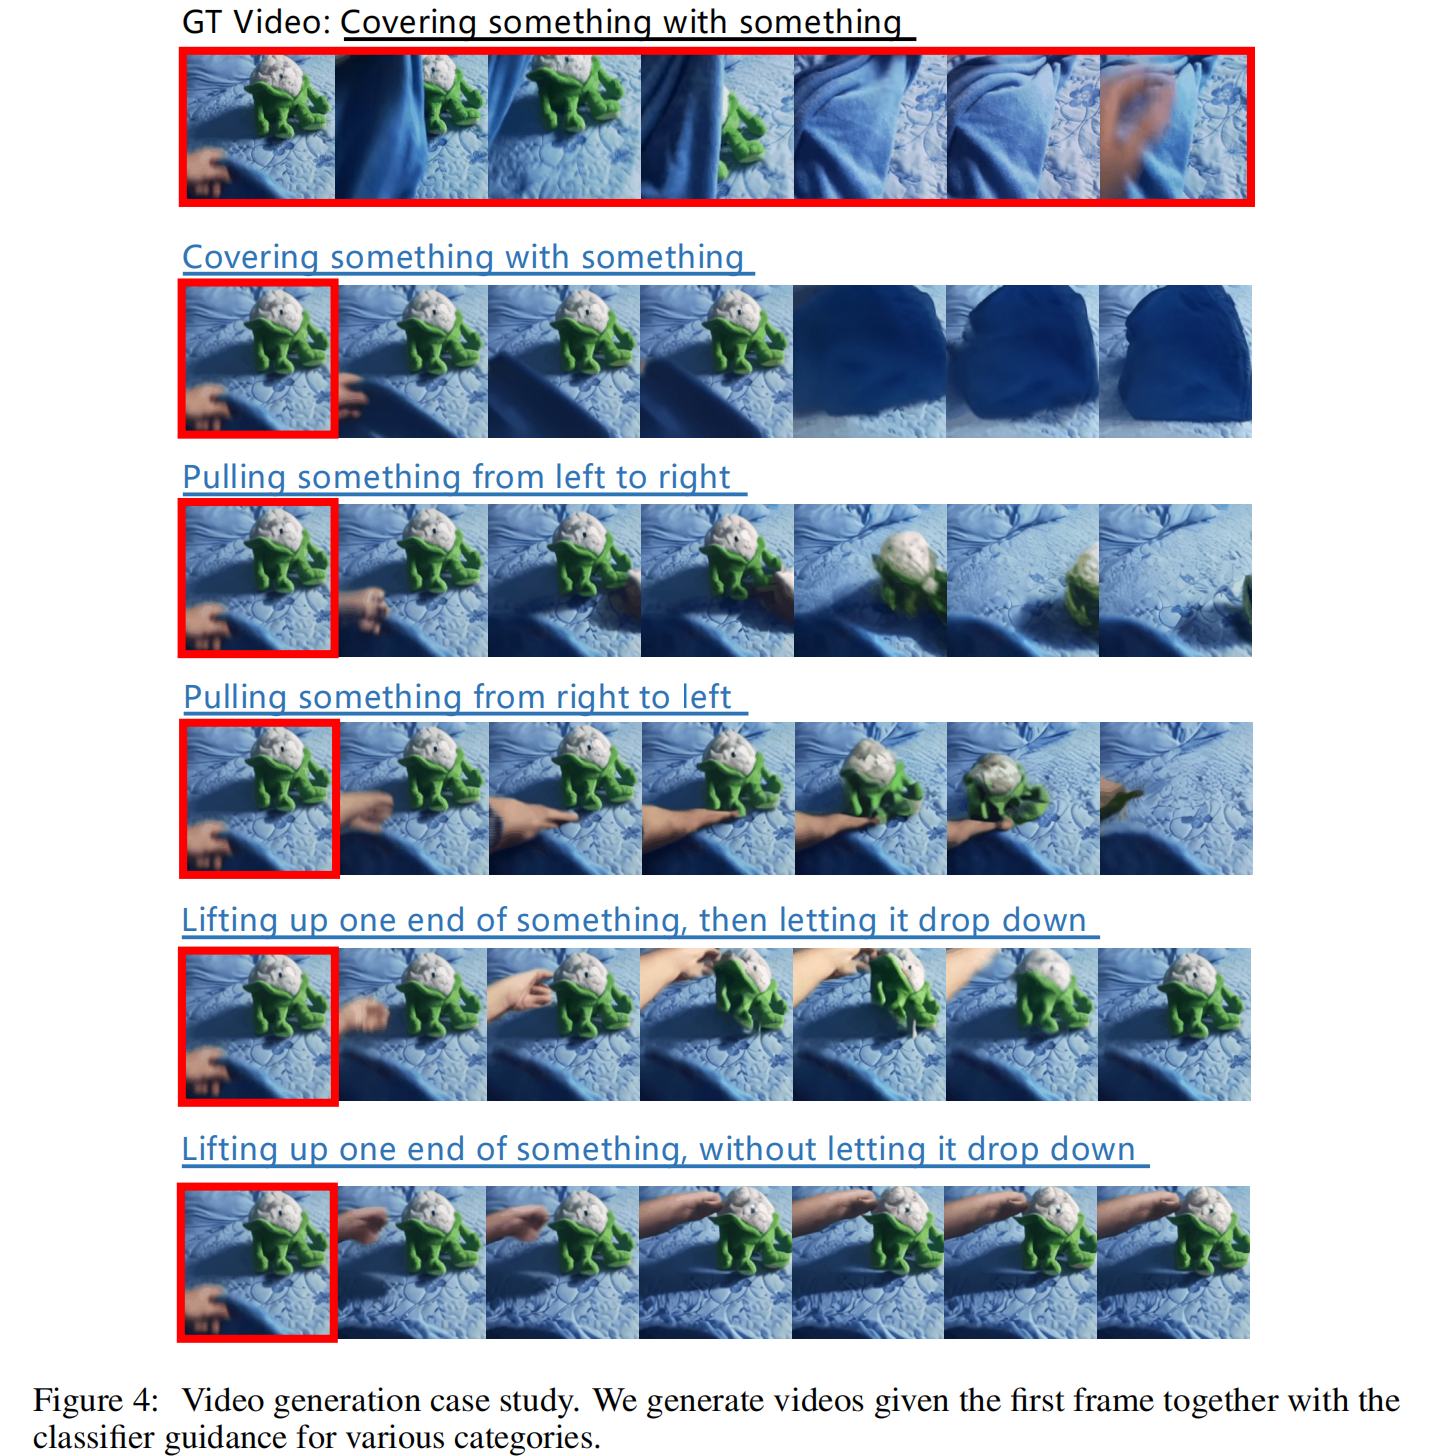 GT Video: Covering something with something
Covering something with something
Pulling something from left to right
Pulling something from right to left
Lifting up one end of something, then letting it drop down
Lifting up one end of something, without letting it drop down
Figure 4: Video generation case study. We generate videos given the first frame together with the
classifier guidance for various categories.